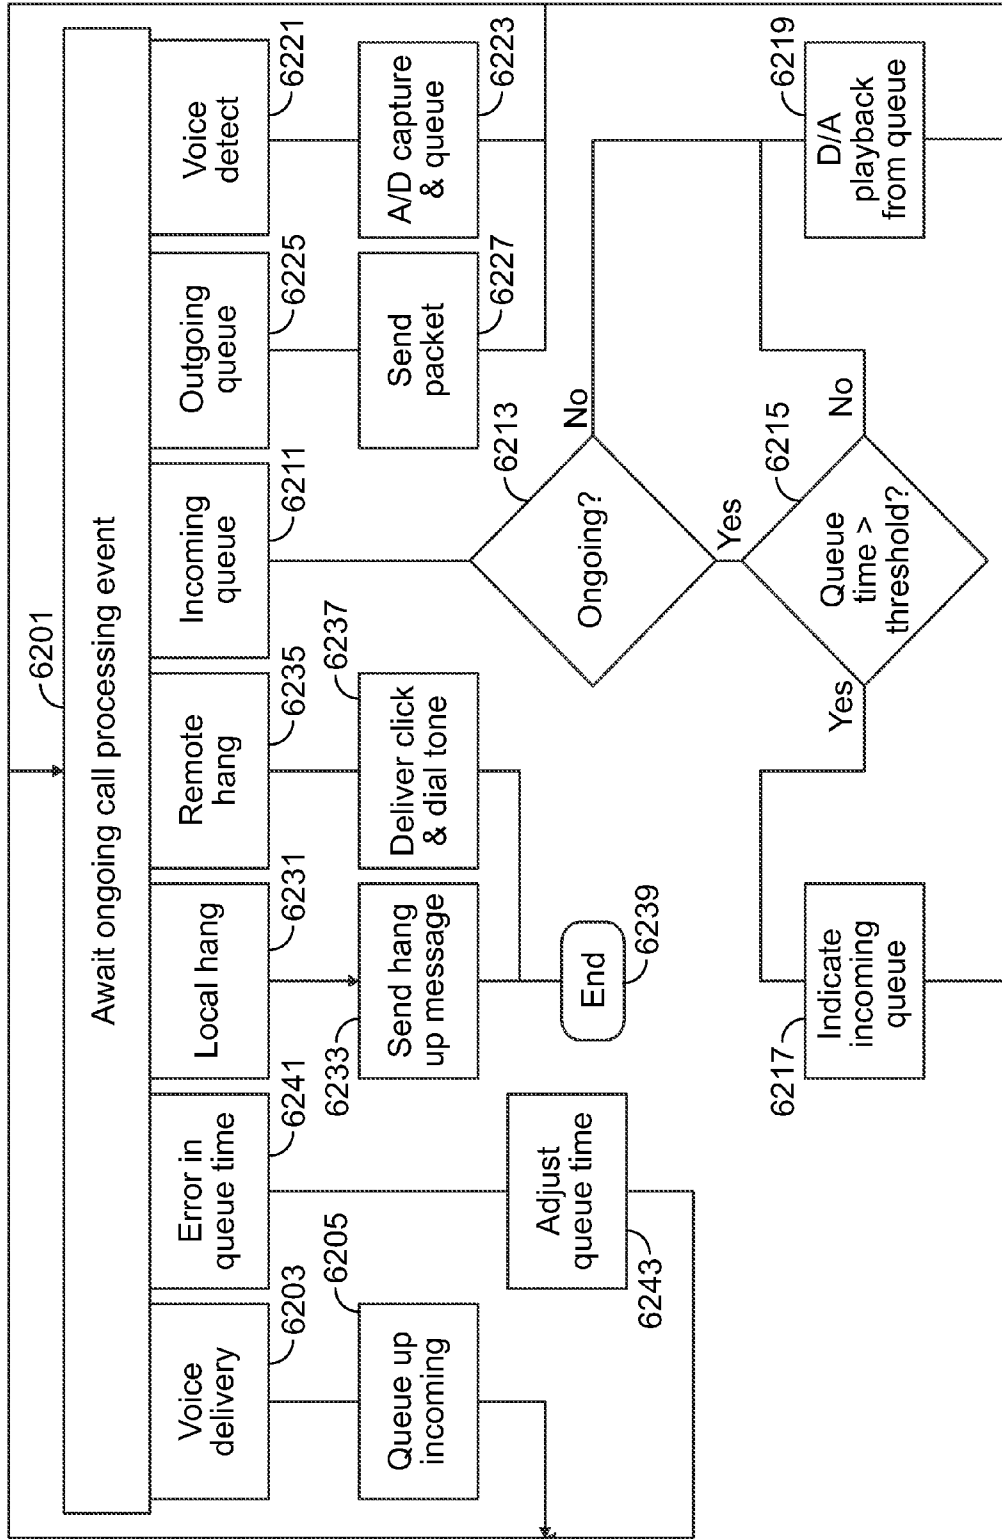 Await ongoing call processing event
6201
Voice
delivery
6203
Error in
queue time
6241
Local hang
6231
Remote
hang
6235
Incoming
queue
6211
Outgoing
queue
6225
Voice
detect
6221
Queue up
incoming
6205
Send hang
up message
6233
Deliver click
& dial tone
6237
Send
packet
6227
A/D capture
& queue
6223
Adjust
queue time
6243
End
6239
Ongoing?
6213
No
Yes
Queue
time >
threshold?
6215
Yes
No
Indicate
incoming
queue
6217
D/A
playback
from queue
6219